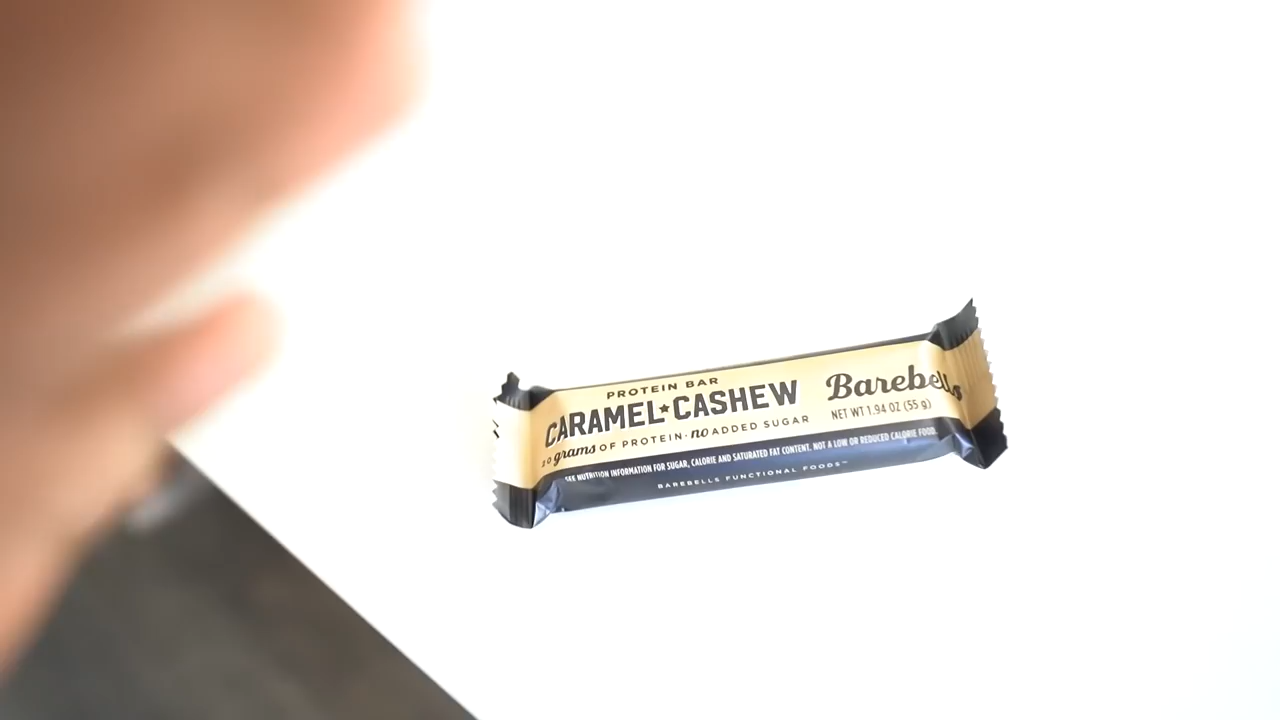 PROTEIN BAR
CARAMEL★CASHEW
grams OF PROTEIN · no ADDED SUGAR
Barebells
NET WT 1.94 OZ (55 g)
SEE NUTRITION INFORMATION FOR SUGAR, CALORIE AND SATURATED FAT CONTENT. NOT A LOW OR REDUCED CALORIE FOOD.
BAREBELLS FUNCTIONAL FOODS™